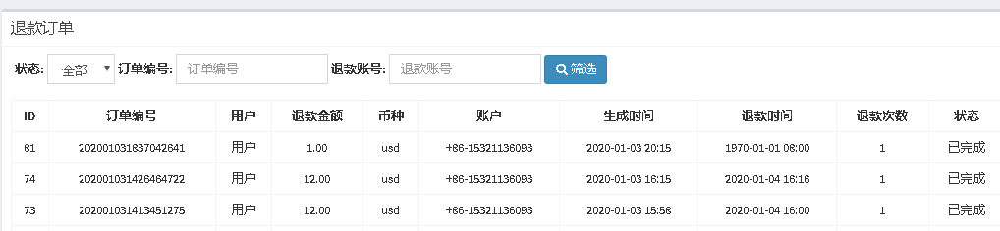 退款订单
状态: 全部 订单编号: 订单编号 退款账号: 退款账号 筛选
ID 订单编号 用户 退款金额 币种 账户 生成时间 退款时间 退款次数 状态
81 202001031637042641 用户 1.00 usd +86-15321136093 2020-01-03 20:15 1970-01-01 08:00 1 已完成
74 202001031426464722 用户 12.00 usd +86-15321136093 2020-01-03 16:15 2020-01-04 16:16 1 已完成
73 202001031413451275 用户 12.00 usd +86-15321136093 2020-01-03 15:58 2020-01-04 16:00 1 已完成